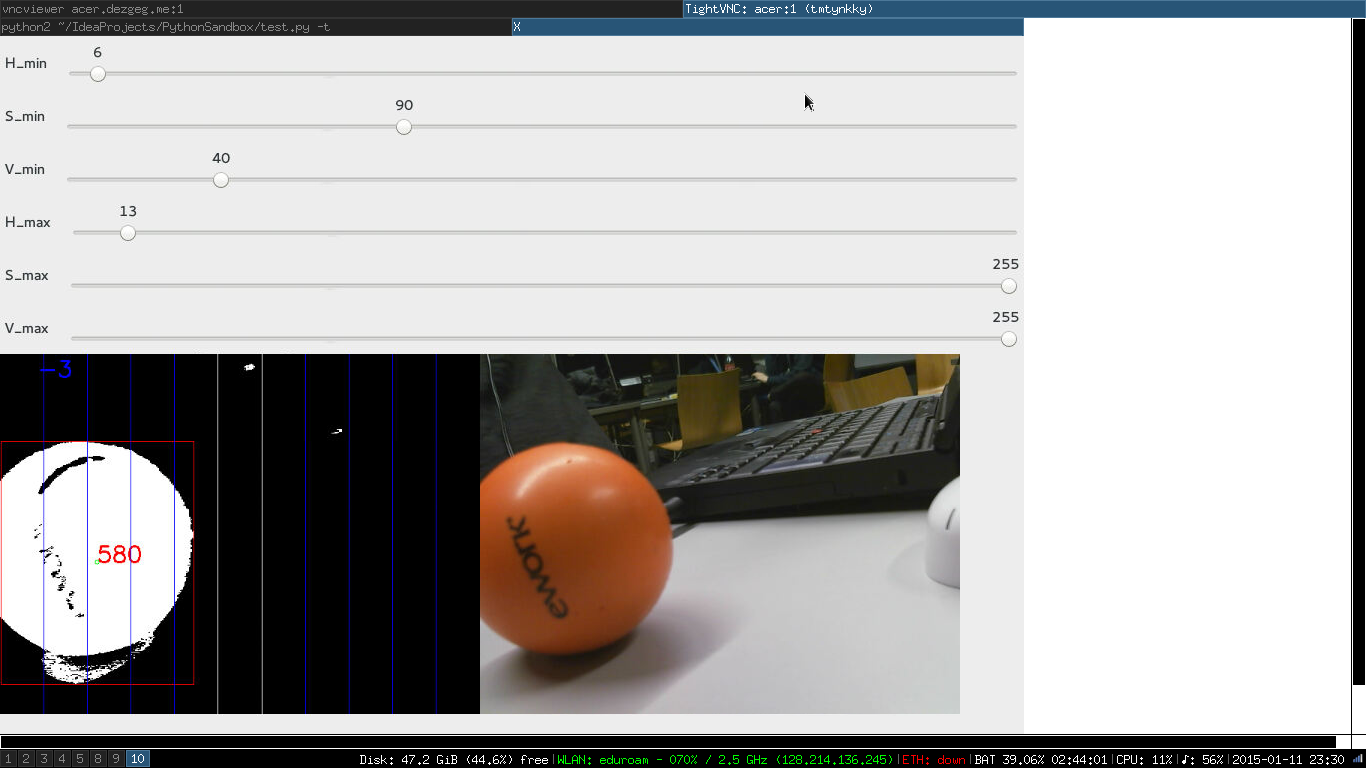 vncviewer acer.dezgeg.me:1
TightVNC: acer:1 (tmtynkky)
python2 ~/IdeaProjects/PythonSandbox/test.py -t
X
H_min
6
S_min
90
V_min
40
H_max
13
S_max
255
V_max
255
-3
580
ework
1 2 3 4 5 8 9 10
Disk: 47.2 GiB (44.6%) free|WLAN: eduroam - 070% / 2.5 GHz (128.214.136.245)|ETH: down|BAT 39.06% 02:44:01|CPU: 11%|♪: 56%|2015-01-11 23:30